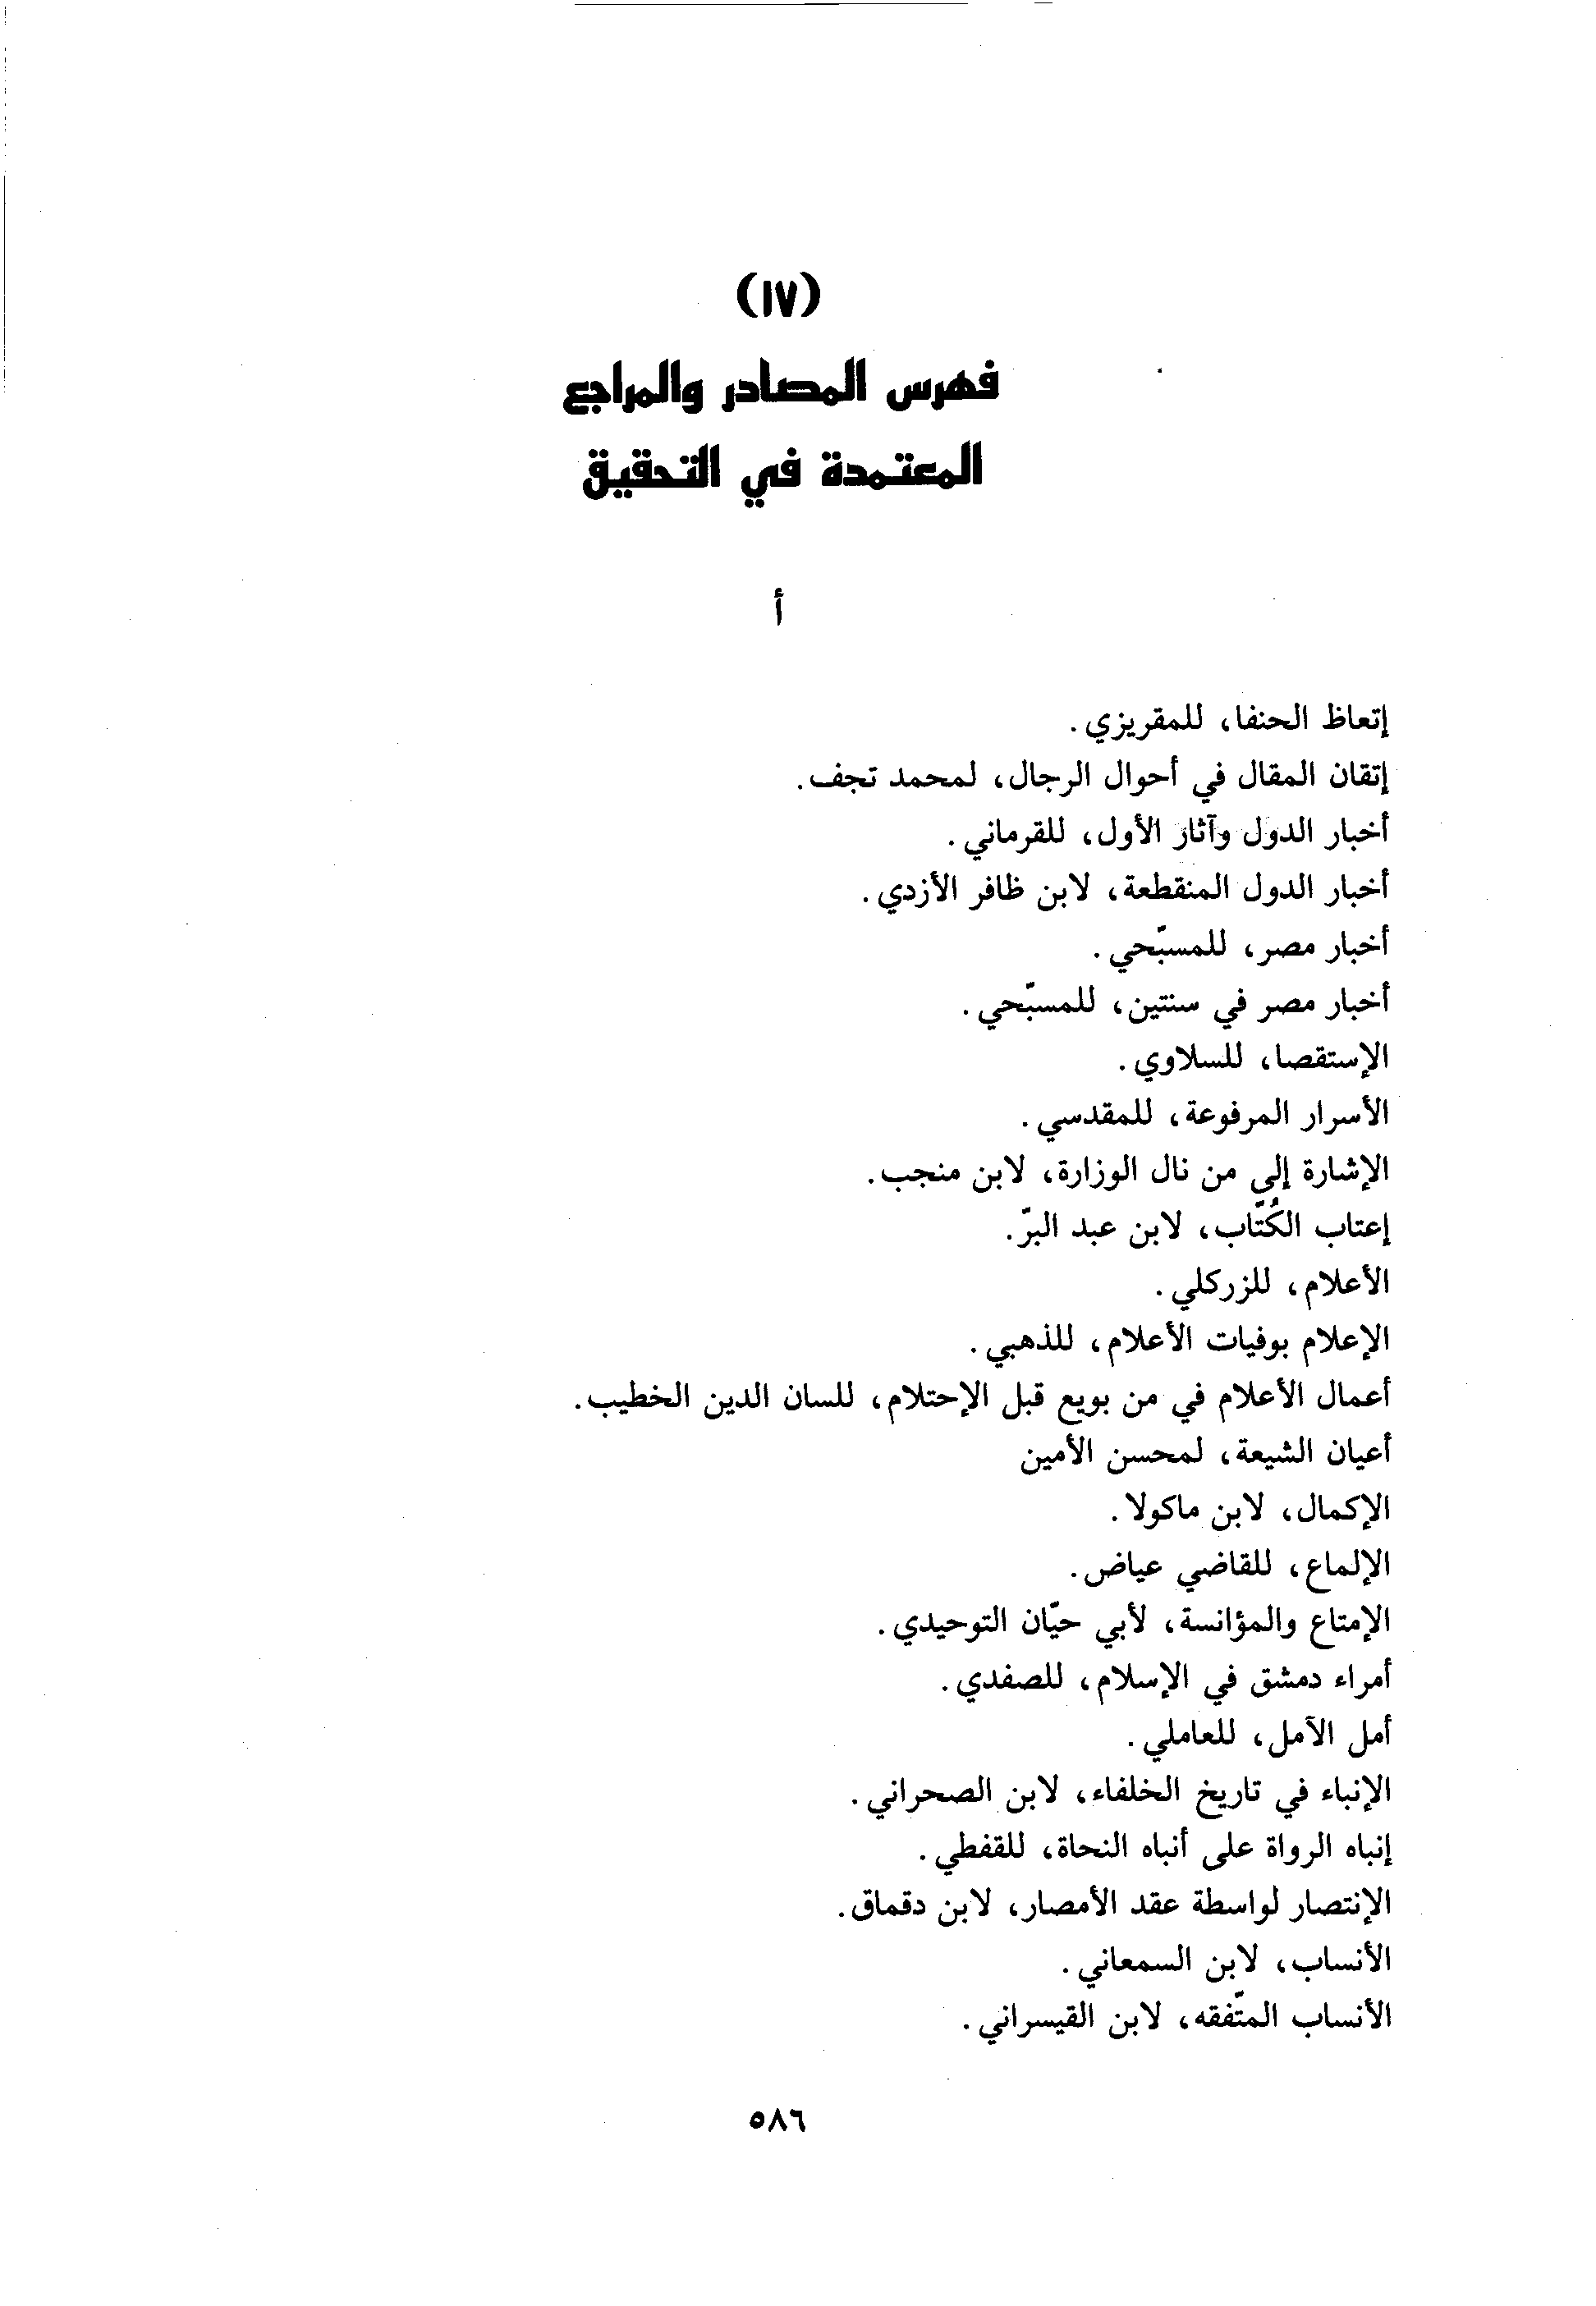 (١٧)
فهرس المصادر والمراجع
المعتمدة في التحقيق
أ
إتعاظ الحنفا، للمقريزي.
إتقان المقال في أحوال الرجال، لمحمد تجف.
أخبار الدول وآثار الأول، للقرماني.
أخبار الدول المنقطعة، لابن ظافر الأزدي.
أخبار مصر، للمسبّحي.
أخبار مصر في سنتين، للمسبّحي.
الإستقصا، للسلاوي.
الأسرار المرفوعة، للمقدسي.
الإشارة إلى من نال الوزارة، لابن منجب.
إعتاب الكُتّاب، لابن عبد البرّ.
الأعلام، للزركلي.
الإعلام بوفيات الأعلام، للذهبي.
أعمال الأعلام في من بويع قبل الإحتلام، للسان الدين الخطيب.
أعيان الشيعة، لمحسن الأمين
الإكمال، لابن ماكولا.
الإلماع، للقاضي عياض.
الإمتاع والمؤانسة، لأبي حيّان التوحيدي.
أمراء دمشق في الإسلام، للصفدي.
أمل الآمل، للعاملي.
الإنباء في تاريخ الخلفاء، لابن الصحراني.
إنباه الرواة على أنباه النحاة، للقفطي.
الإنتصار لواسطة عقد الأمصار، لابن دقماق.
الأنساب، لابن السمعاني.
الأنساب المتّفقه، لابن القيسراني.
٥٨٦